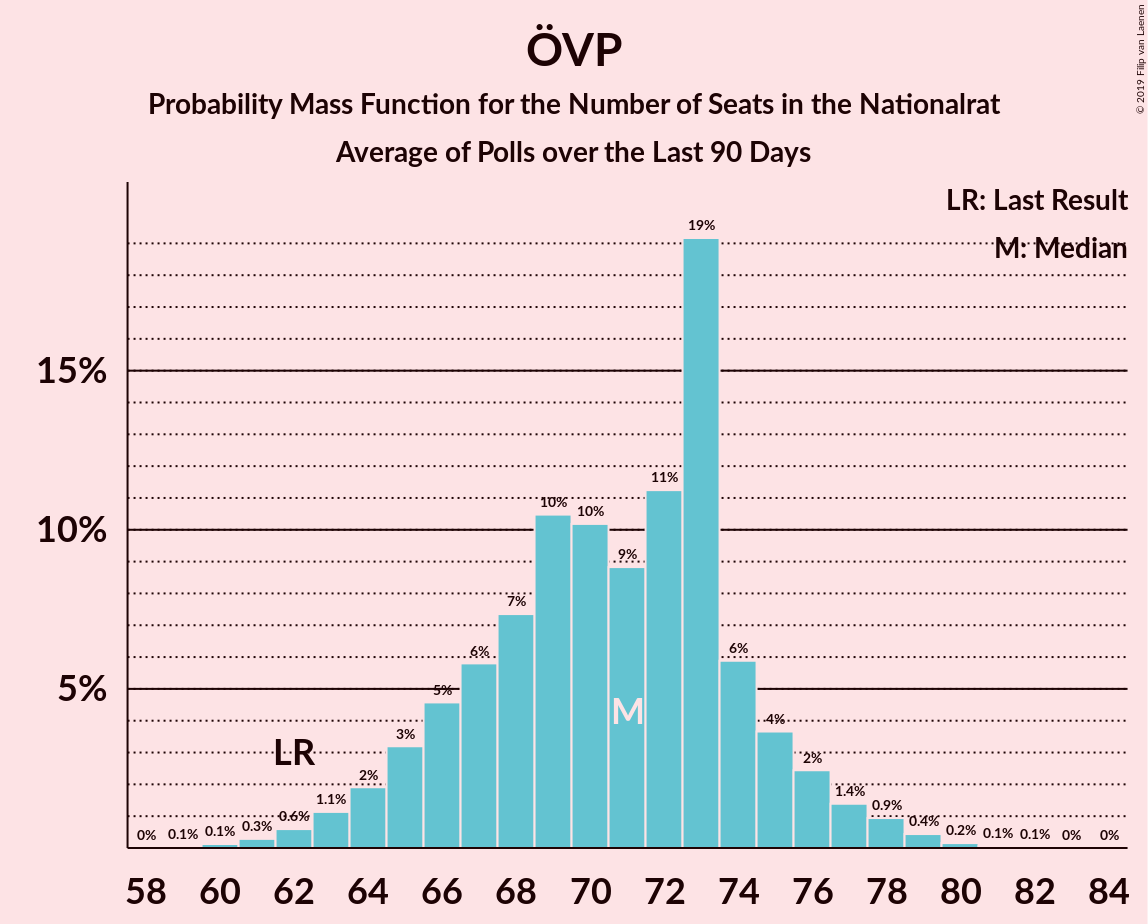 © 2019 Filip van Laenen
ÖVP
Probability Mass Function for the Number of Seats in the Nationalrat
Average of Polls over the Last 90 Days
LR: Last Result
M: Median
15%
10%
5%
0% 0.1% 0.1% 0.3% 0.6% 1.1% 2% 3% 5% 6% 7% 10% 10% 9% 11% 19% 6% 4% 2% 1.4% 0.9% 0.4% 0.2% 0.1% 0.1% 0% 0%
LR
M
58 60 62 64 66 68 70 72 74 76 78 80 82 84